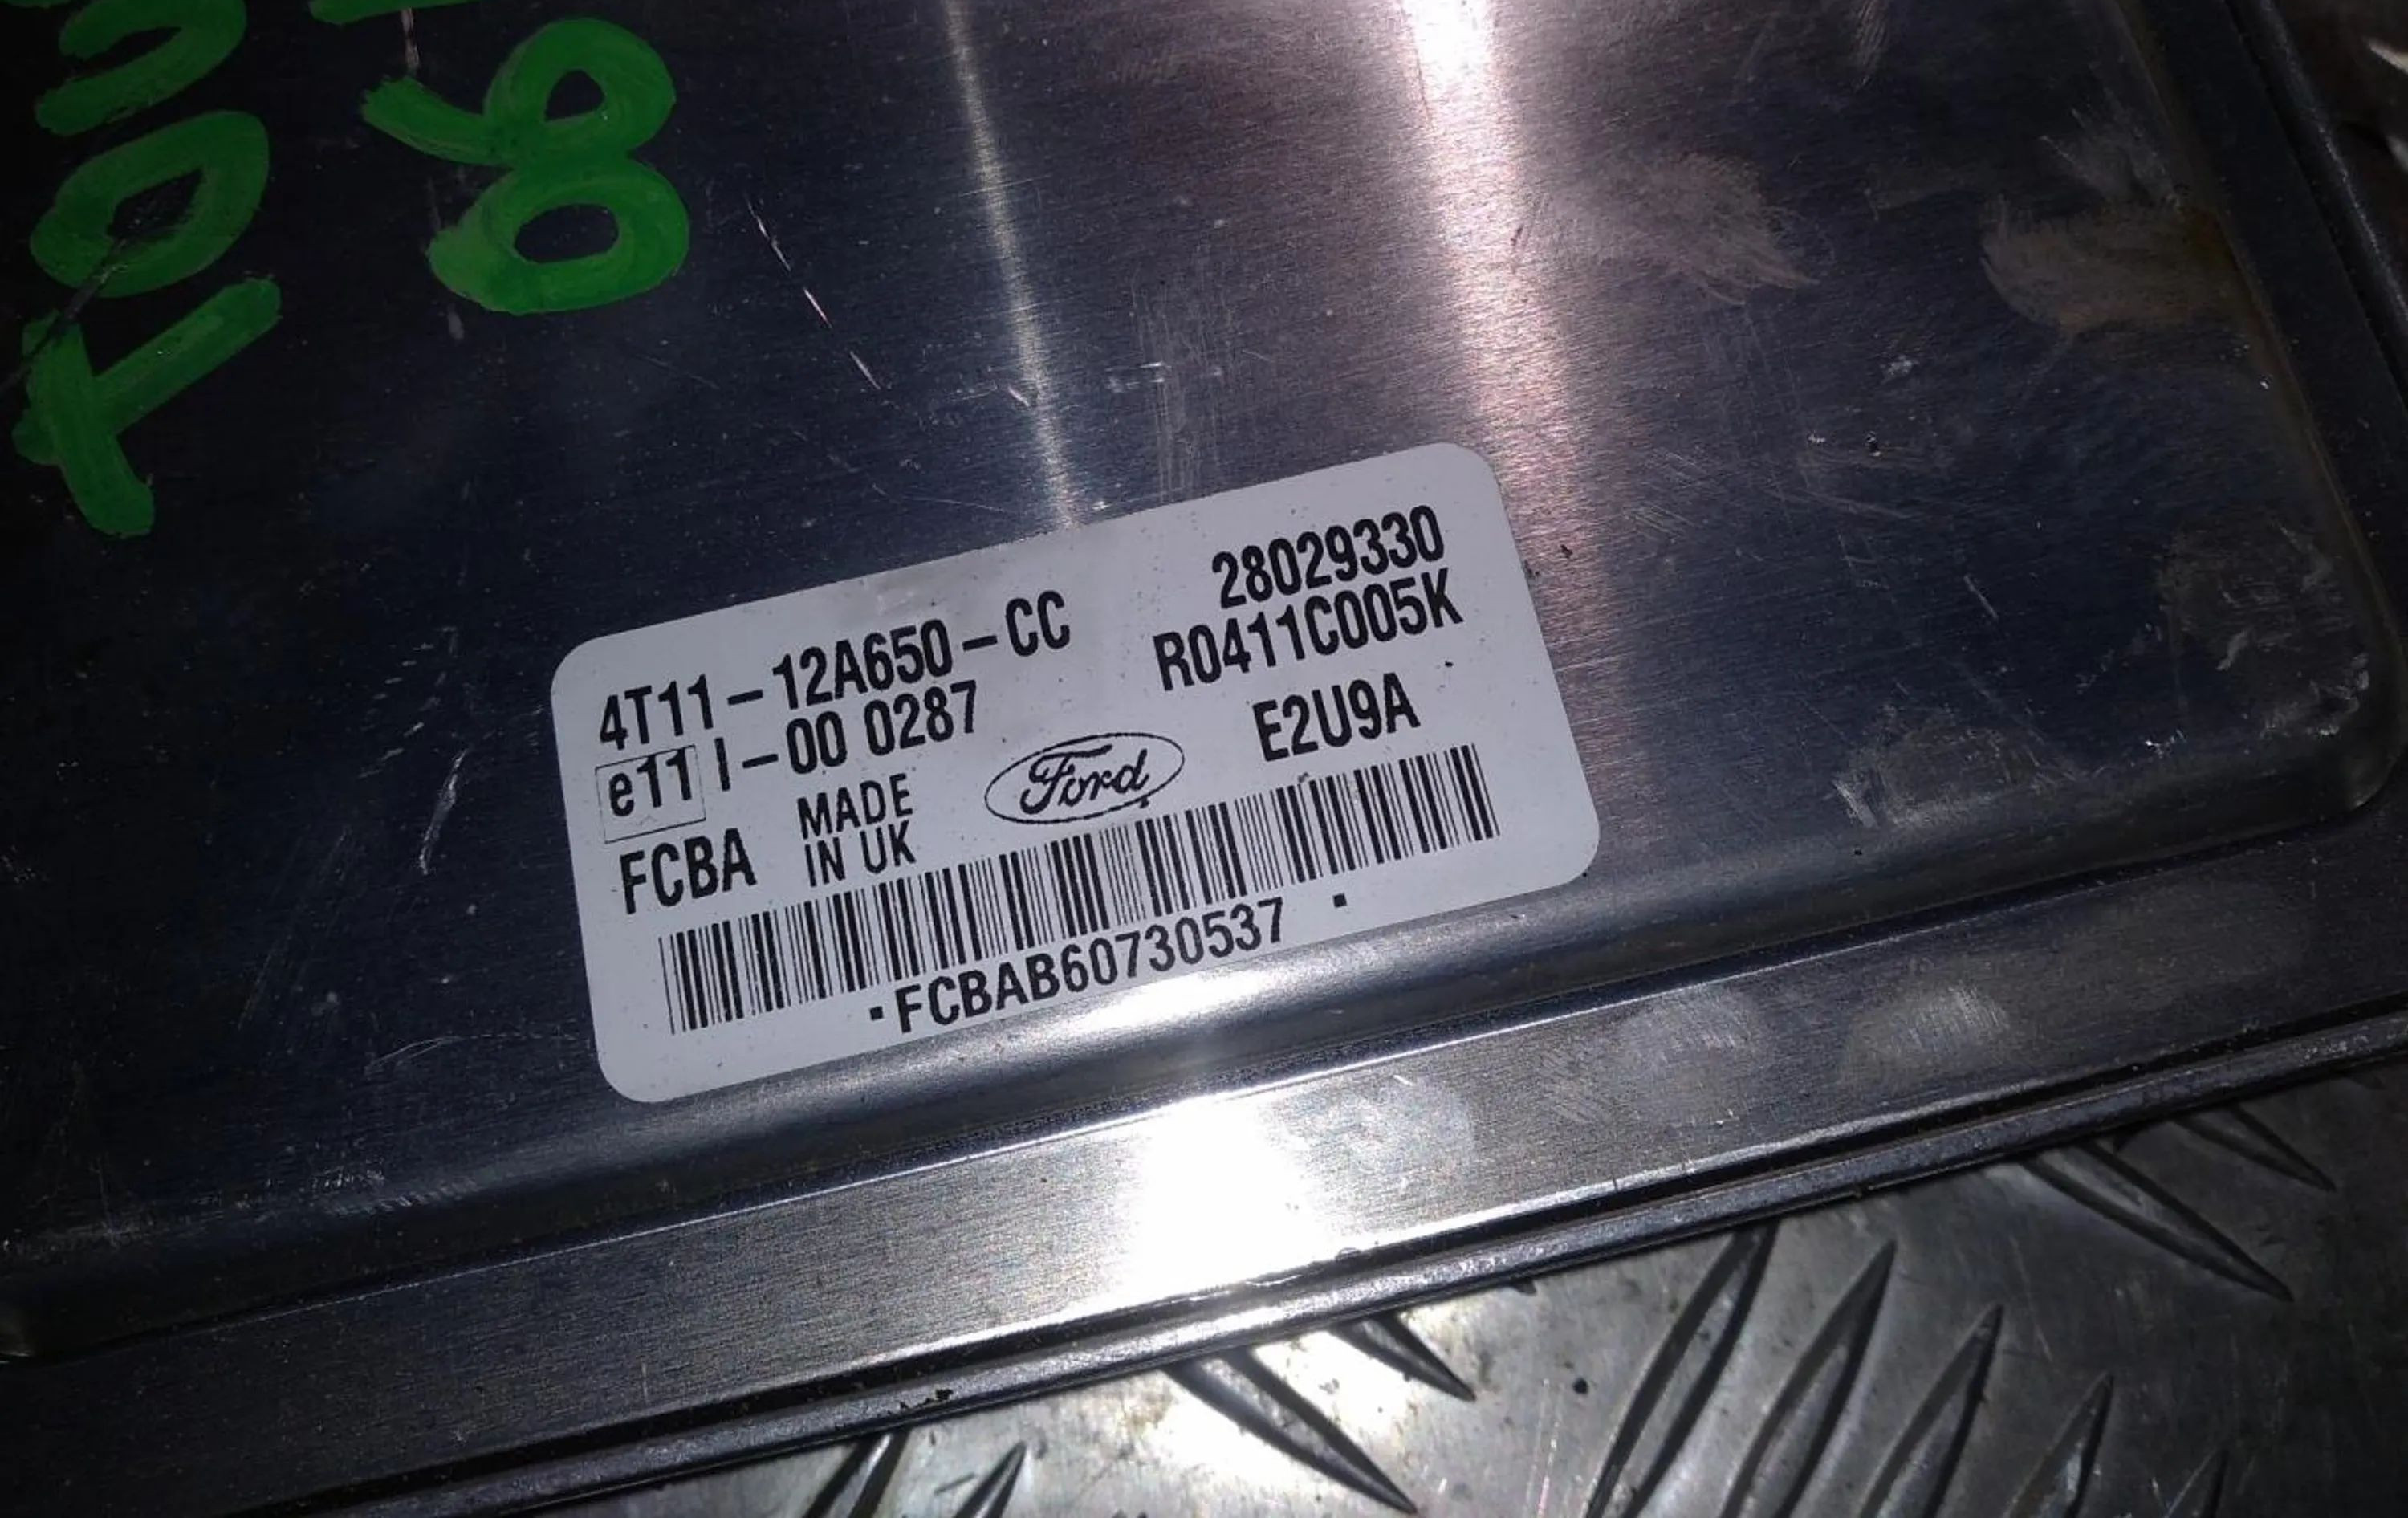 4T11-12A650-CC
28029330
e11 I-00 0287
R0411C005K
FCBA
MADE
IN UK
Ford
E2U9A
·FCBAB60730537 ·